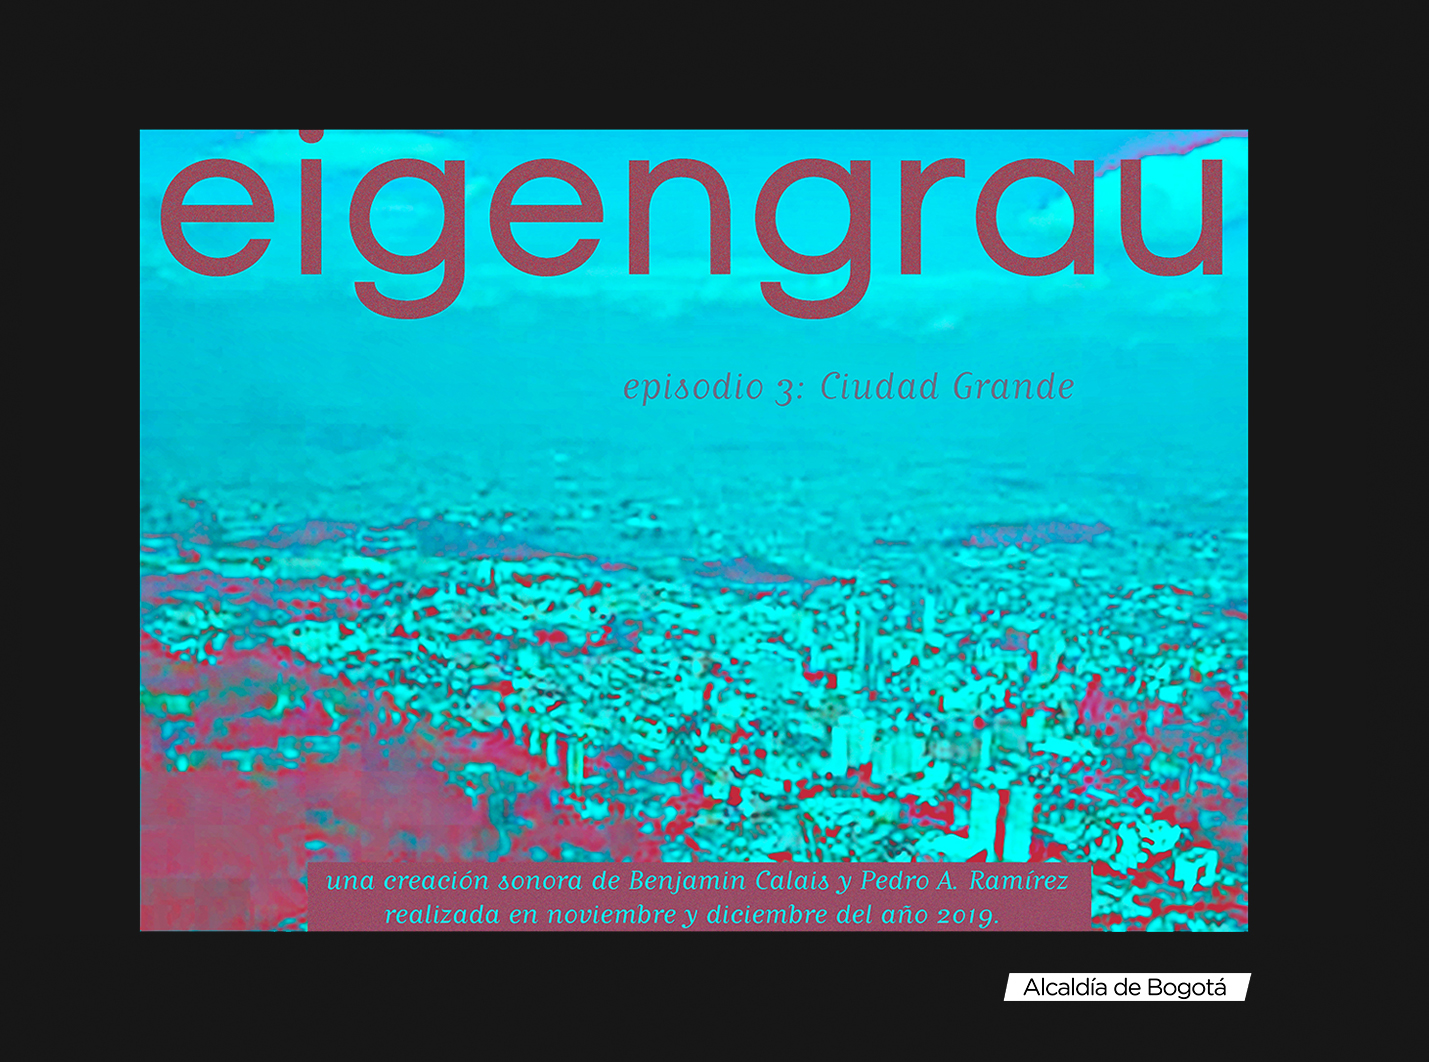 eigengrau
episodio 3: Ciudad Grande
una creación sonora de Benjamin Calais y Pedro A. Ramírez
realizada en noviembre y diciembre del año 2019.
Alcaldía de Bogotá